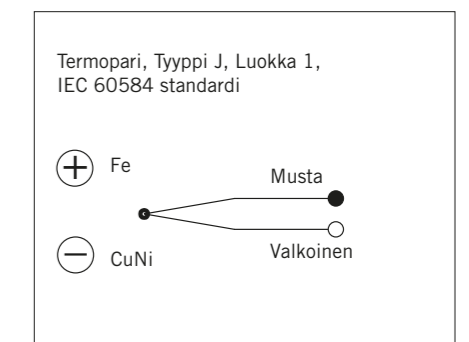 Termopari, Tyyppi J, Luokka 1,
IEC 60584 standardi
+ Fe
Musta
− CuNi
Valkoinen